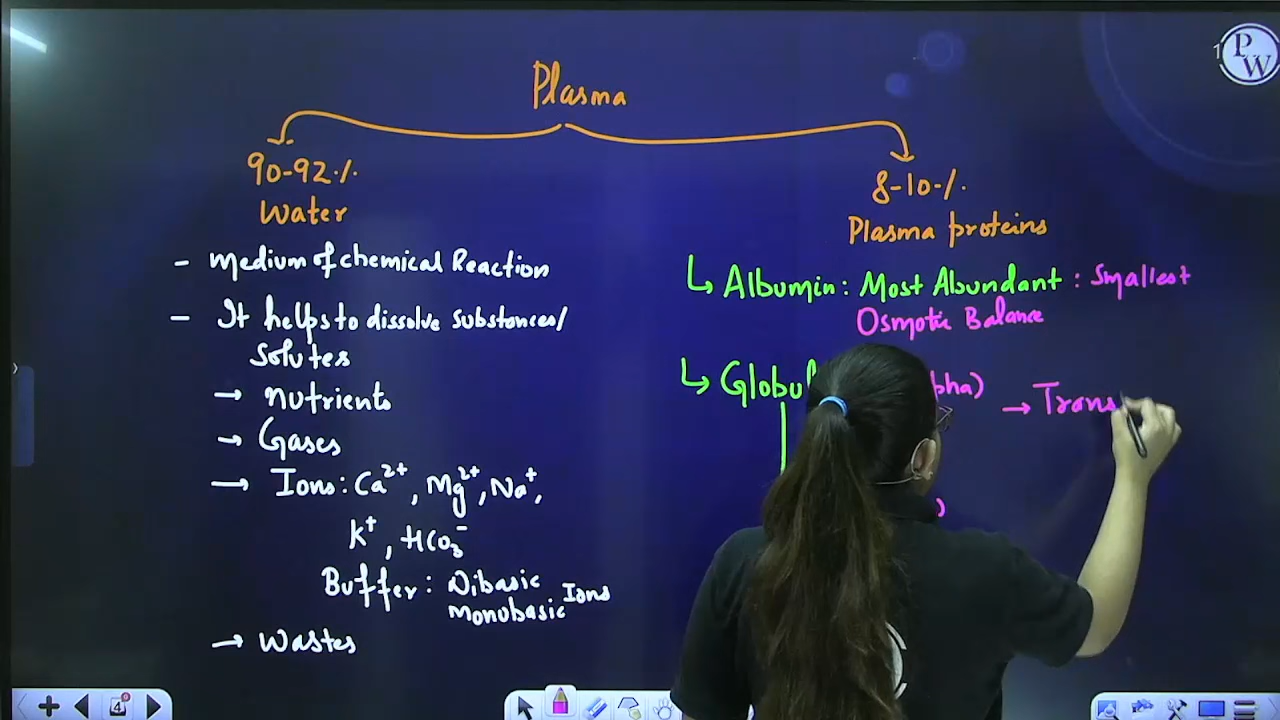 PW
Plasma
90-92%
Water
- Medium of chemical Reaction
- It helps to dissolve substances/
Solutes
→ Nutrients
→ Gases
→ Ions: Ca²⁺, Mg²⁺, Na⁺,
K⁺, HCO₃⁻
Buffer: Dibasic
Monobasic Ions
→ Wastes
8-10%
Plasma proteins
↳ Albumin: Most Abundant: Smallest
Osmotic Balance
↳ Globul pha) → Trans
4